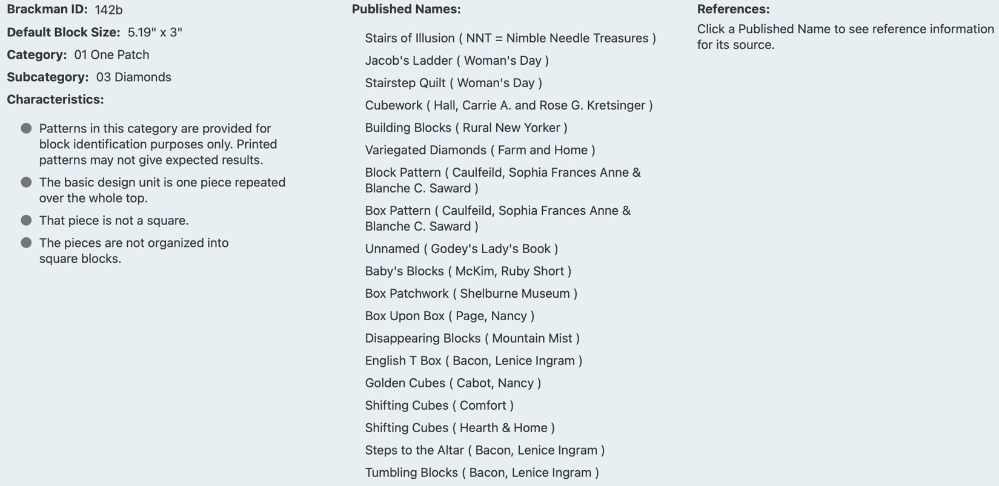 Brackman ID: 142b
Default Block Size: 5.19" x 3"
Category: 01 One Patch
Subcategory: 03 Diamonds
Characteristics:
Patterns in this category are provided for
block identification purposes only. Printed
patterns may not give expected results.
The basic design unit is one piece repeated
over the whole top.
That piece is not a square.
The pieces are not organized into
square blocks.
Published Names:
Stairs of Illusion ( NNT = Nimble Needle Treasures )
Jacob's Ladder ( Woman's Day )
Stairstep Quilt ( Woman's Day )
Cubework ( Hall, Carrie A. and Rose G. Kretsinger )
Building Blocks ( Rural New Yorker )
Variegated Diamonds ( Farm and Home )
Block Pattern ( Caulfeild, Sophia Frances Anne &
Blanche C. Saward )
Box Pattern ( Caulfeild, Sophia Frances Anne &
Blanche C. Saward )
Unnamed ( Godey's Lady's Book )
Baby's Blocks ( McKim, Ruby Short )
Box Patchwork ( Shelburne Museum )
Box Upon Box ( Page, Nancy )
Disappearing Blocks ( Mountain Mist )
English T Box ( Bacon, Lenice Ingram )
Golden Cubes ( Cabot, Nancy )
Shifting Cubes ( Comfort )
Shifting Cubes ( Hearth & Home )
Steps to the Altar ( Bacon, Lenice Ingram )
Tumbling Blocks ( Bacon, Lenice Ingram )
References:
Click a Published Name to see reference information
for its source.